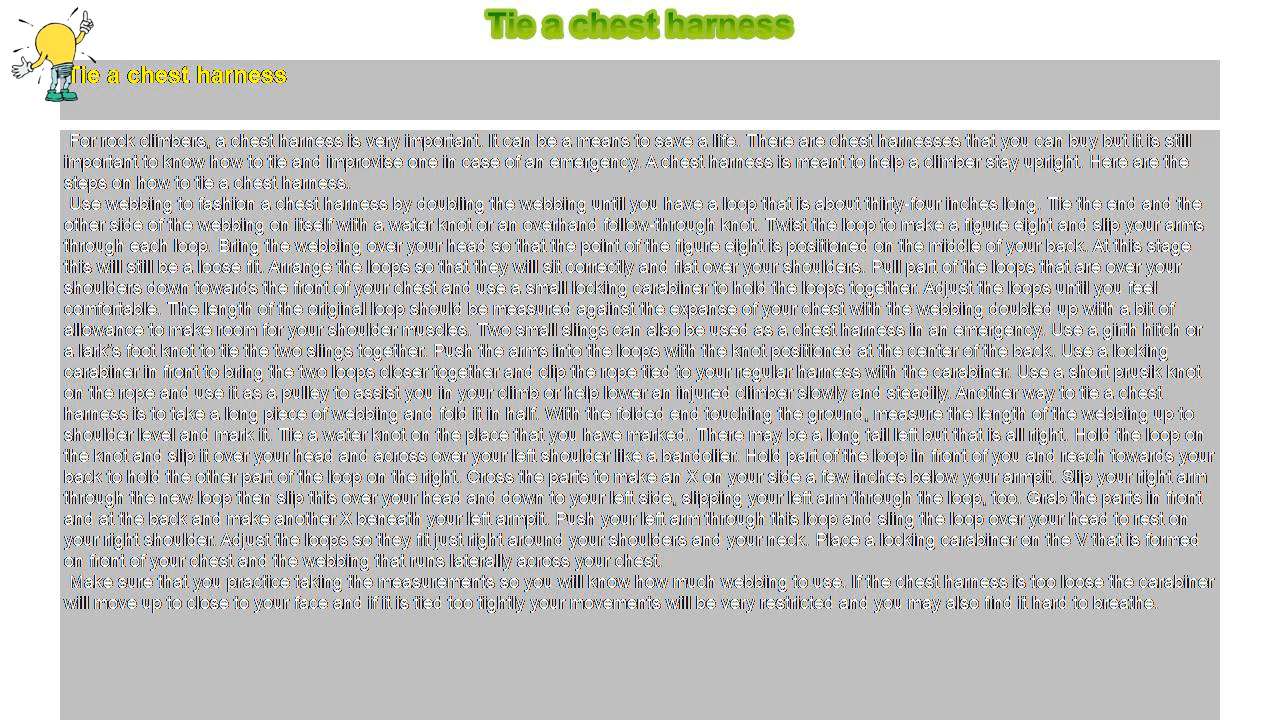 Tie a chest harness
Tie a chest harness
For rock climbers, a chest harness is very important. It can be a means to save a life. There are chest harnesses that you can buy but it is still
important to know how to tie and improvise one in case of an emergency. A chest harness is meant to help a climber stay upright. Here are the
steps on how to tie a chest harness.
Use webbing to fashion a chest harness by doubling the webbing until you have a loop that is about thirty-four inches long. Tie the end and the
other side of the webbing on itself with a water knot or an overhand follow-through knot. Twist the loop to make a figure eight and slip your arms
through each loop. Bring the webbing over your head so that the point of the figure eight is positioned on the middle of your back. At this stage
this will still be a loose fit. Arrange the loops so that they will sit correctly and flat over your shoulders. Pull part of the loops that are over your
shoulders down towards the front of your chest and use a small locking carabiner to hold the loops together. Adjust the loops until you feel
comfortable. The length of the original loop should be measured against the expanse of your chest with the webbing doubled up with a bit of
allowance to make room for your shoulder muscles. Two small slings can also be used as a chest harness in an emergency. Use a girth hitch or
a lark"s foot knot to tie the two slings together. Push the arms into the loops with the knot positioned at the center of the back. Use a locking
carabiner in front to bring the two loops closer together and clip the rope tied to your regular harness with the carabiner. Use a short prusik knot
on the rope and use it as a pulley to assist you in your climb or help lower an injured climber slowly and steadily. Another way to tie a chest
harness is to take a long piece of webbing and fold it in half. With the folded end touching the ground, measure the length of the webbing up to
shoulder level and mark it. Tie a water knot on the place that you have marked. There may be a long tail left but that is all right. Hold the loop on
the knot and slip it over your head and across over your left shoulder like a bandolier. Hold part of the loop in front of you and reach towards your
back to hold the other part of the loop on the right. Cross the parts to make an X on your side a few inches below your armpit. Slip your right arm
through the new loop then slip this over your head and down to your left side, slipping your left arm through the loop, too. Grab the parts in front
and at the back and make another X beneath your left armpit. Push your left arm through this loop and sling the loop over your head to rest on
your right shoulder. Adjust the loops so they fit just right around your shoulders and your neck. Place a locking carabiner on the V that is formed
on front of your chest and the webbing that runs laterally across your chest.
Make sure that you practice taking the measurements so you will know how much webbing to use. If the chest harness is too loose the carabiner
will move up to close to your face and if it is tied too tightly your movements will be very restricted and you may also find it hard to breathe.